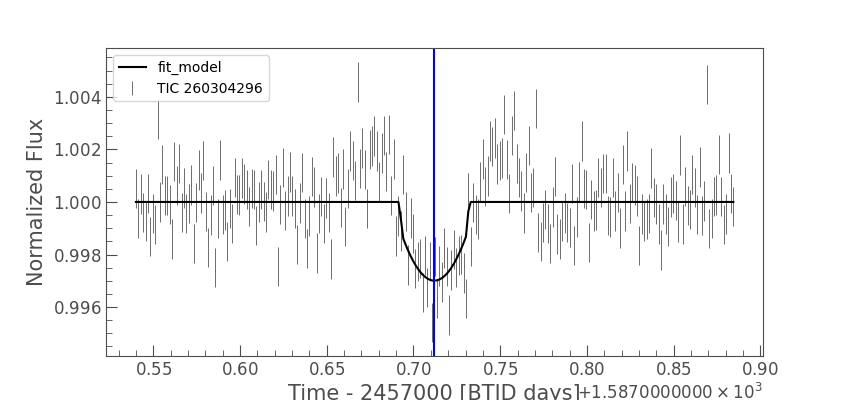 fit_model
TIC 260304296
Normalized Flux
1.004
1.002
1.000
0.998
0.996
0.55
0.60
0.65
0.70
0.75
0.80
0.85
0.90
Time - 2457000 [BTJD days]
+1.5870000000 × 10³